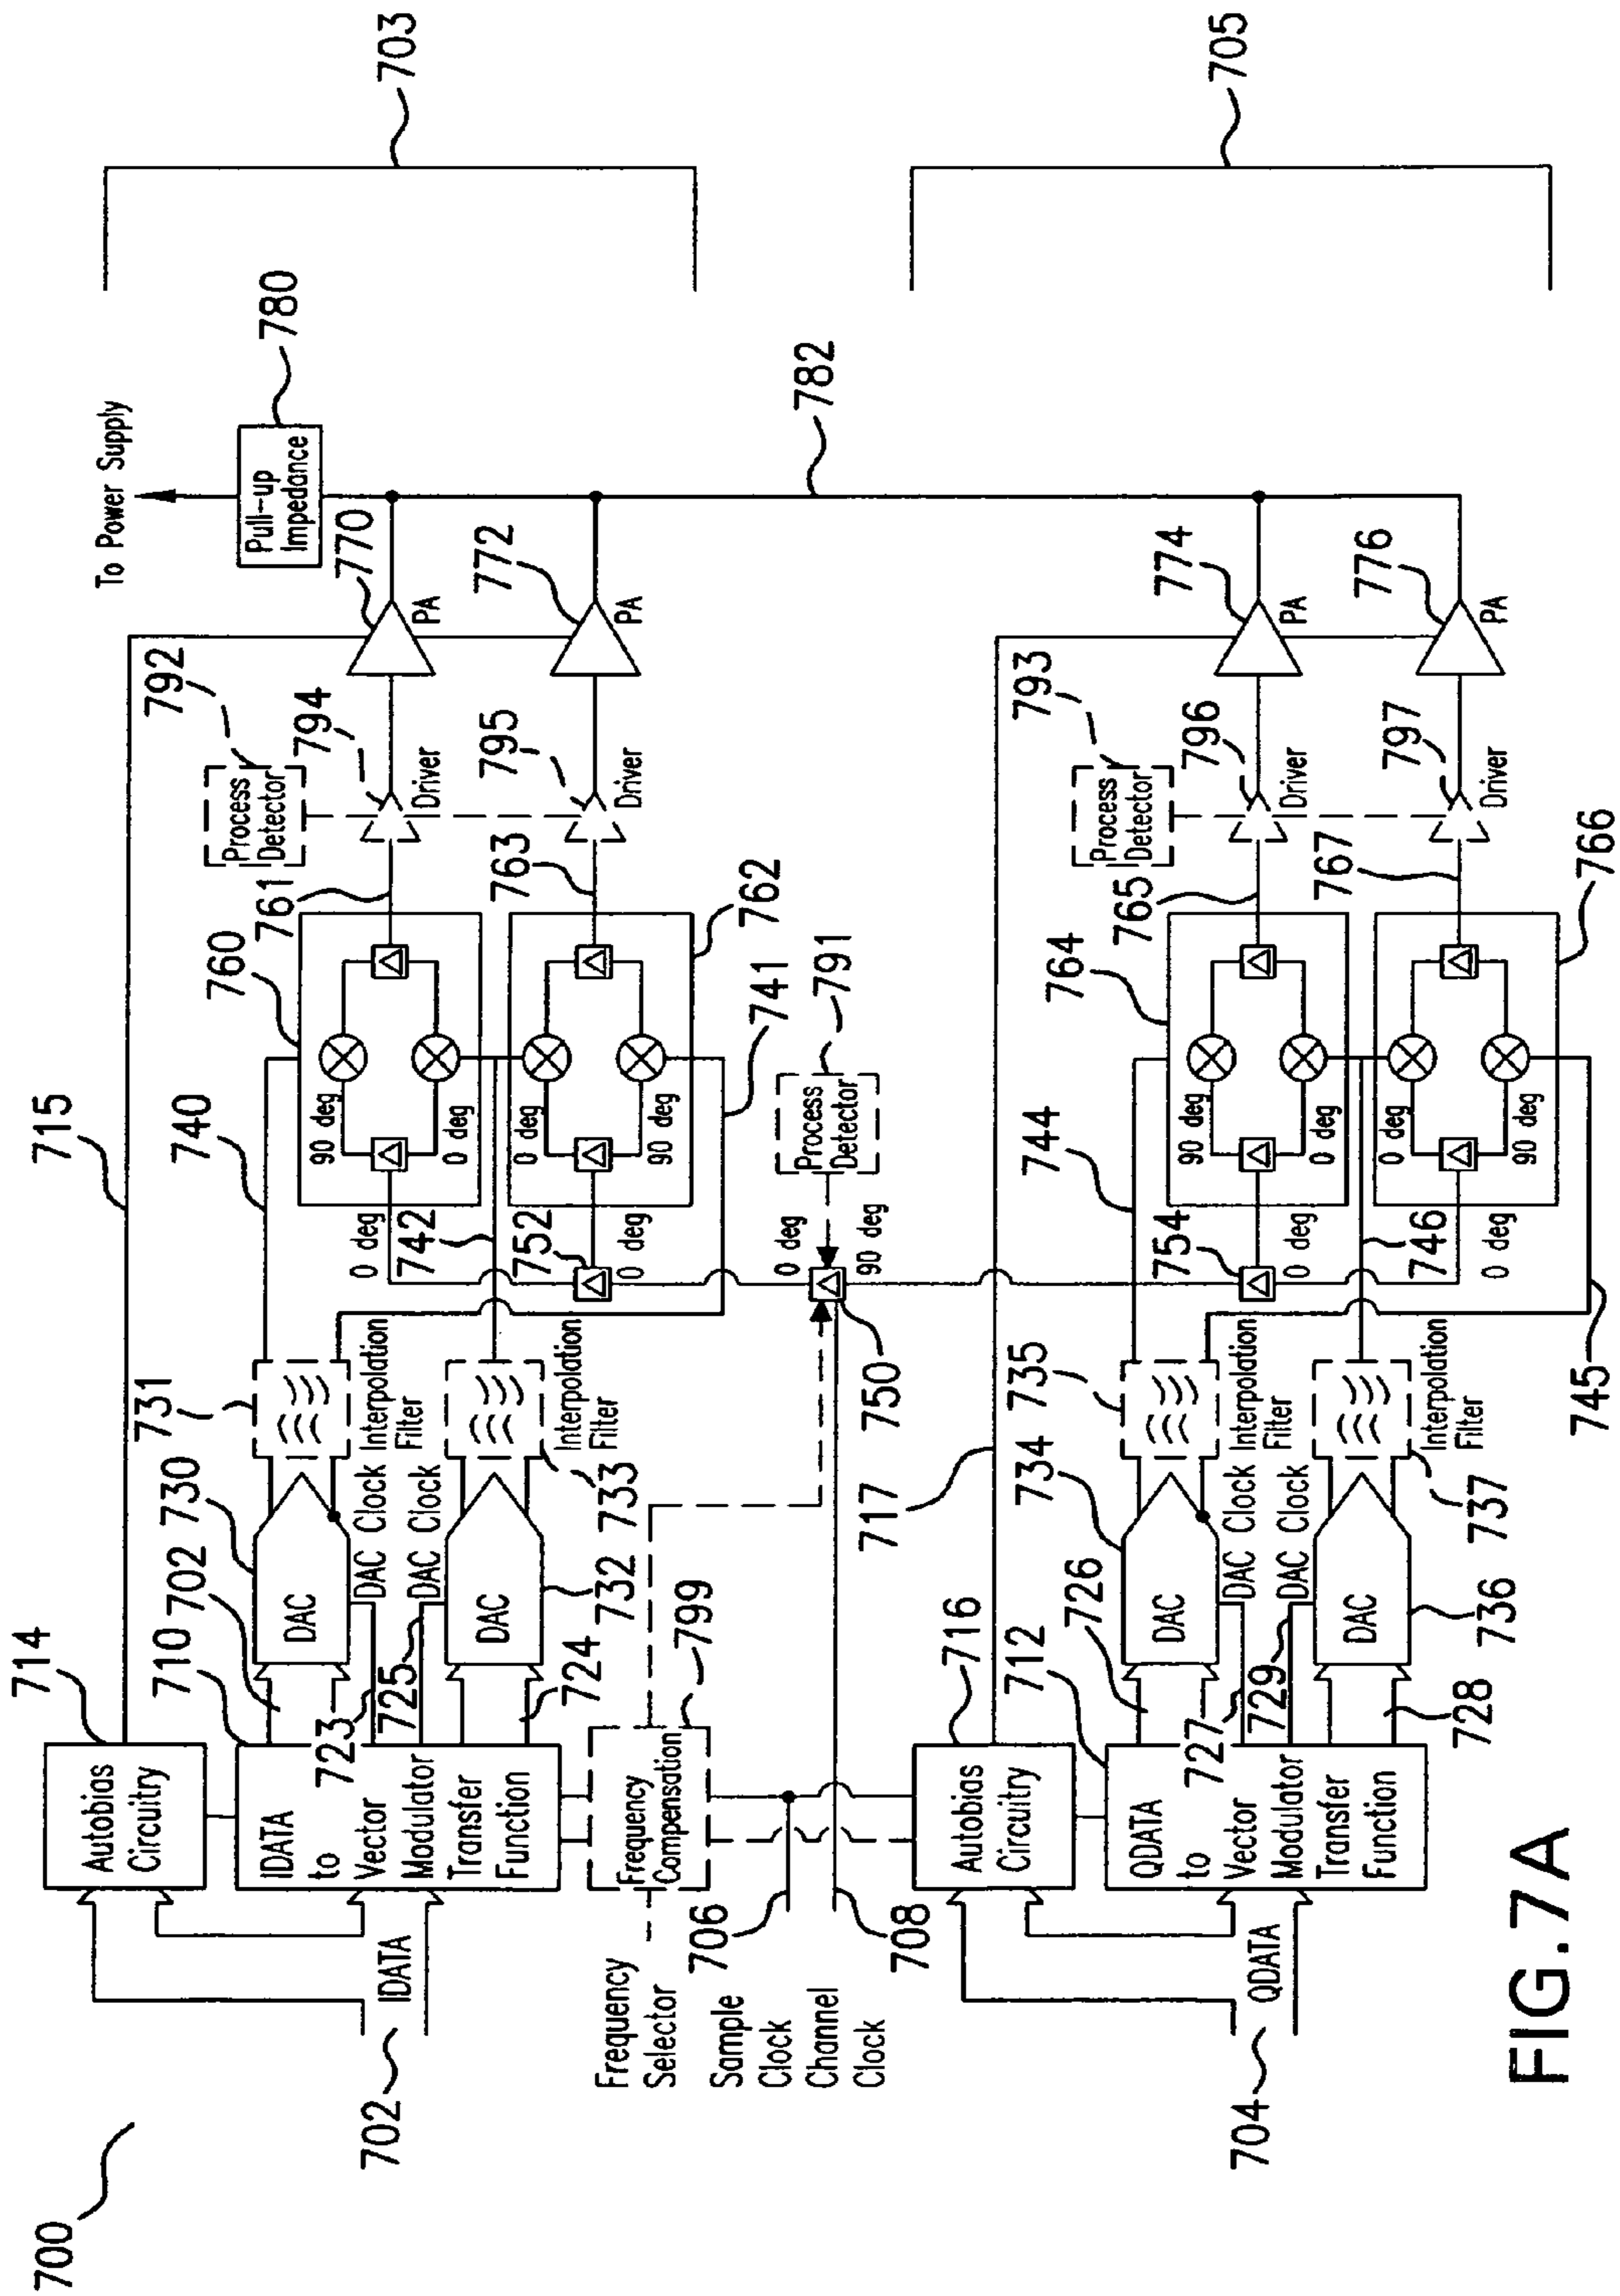 700
702
IDATA
714
Autobias
Circuitry
710
IDATA
to
Vector
Modulator
Transfer
Function
702
723
725
724
730
DAC
DAC Clock
DAC Clock
DAC
732
731
Interpolation
Filter
733
Interpolation
Filter
715
740
742
741
0 deg
752
0 deg
760
90 deg
0 deg
0 deg
90 deg
762
761
763
792
Process
Detector
794
Driver
795
Driver
770
PA
772
PA
To Power Supply
Pull-up
Impedance
780
782
703
Frequency
Selector
Frequency
Compensation
799
Sample
Clock
706
Channel
Clock
708
750
0 deg
90 deg
Process
Detector
791
704
QDATA
716
Autobias
Circuitry
712
QDATA
to
Vector
Modulator
Transfer
Function
726
727
729
728
734
DAC
DAC Clock
DAC Clock
DAC
736
735
Interpolation
Filter
737
Interpolation
Filter
717
744
746
745
754
0 deg
0 deg
764
90 deg
0 deg
0 deg
90 deg
766
765
767
793
Process
Detector
796
Driver
797
Driver
774
PA
776
PA
705
FIG.7A